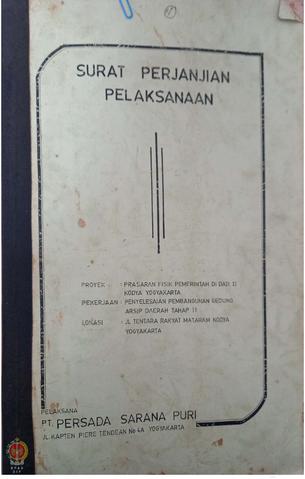 SURAT PERJANJIAN
PELAKSANAAN
PROYEK : PRASARAN FISIK PEMERINTAH DI DATI II
KODYA YOGYAKARTA
PEKERJAAN : PENYELESAIAN PEMBANGUNAN GEDUNG
ARSIP DAERAH TAHAP II
LOKASI : JL TENTARA RAKYAT MATARAM KODYA
YOGYAKARTA
PELAKSANA
PT. PERSADA SARANA PURI
JL. KAPTEN PIERE TENDEAN No 4A YOGYAKARTA